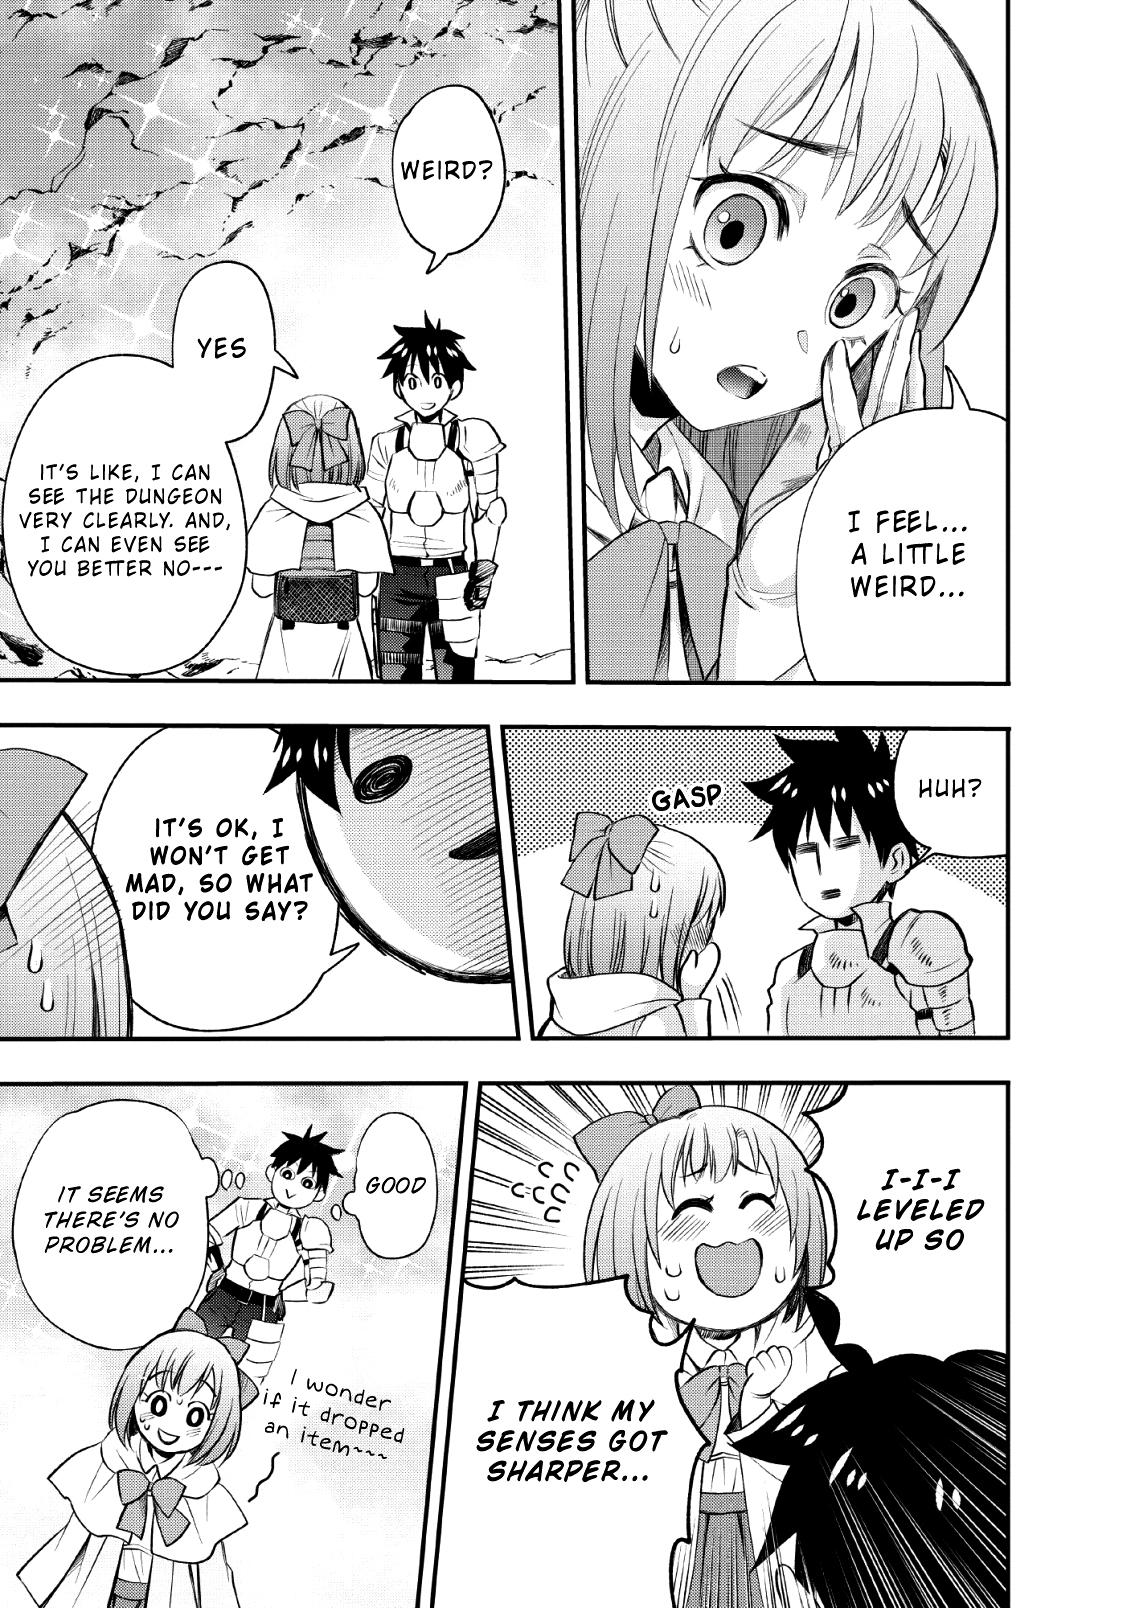 I FEEL...
A LITTLE
WEIRD...
WEIRD?
YES
IT'S LIKE, I CAN
SEE THE DUNGEON
VERY CLEARLY. AND,
I CAN EVEN SEE
YOU BETTER NO---
HUH?
GASP
IT'S OK, I
WON'T GET
MAD, SO WHAT
DID YOU SAY?
I-I-I
LEVELED
UP SO
I THINK MY
SENSES GOT
SHARPER...
GOOD
IT SEEMS
THERE'S NO
PROBLEM...
I wonder
if it dropped
an item~~~